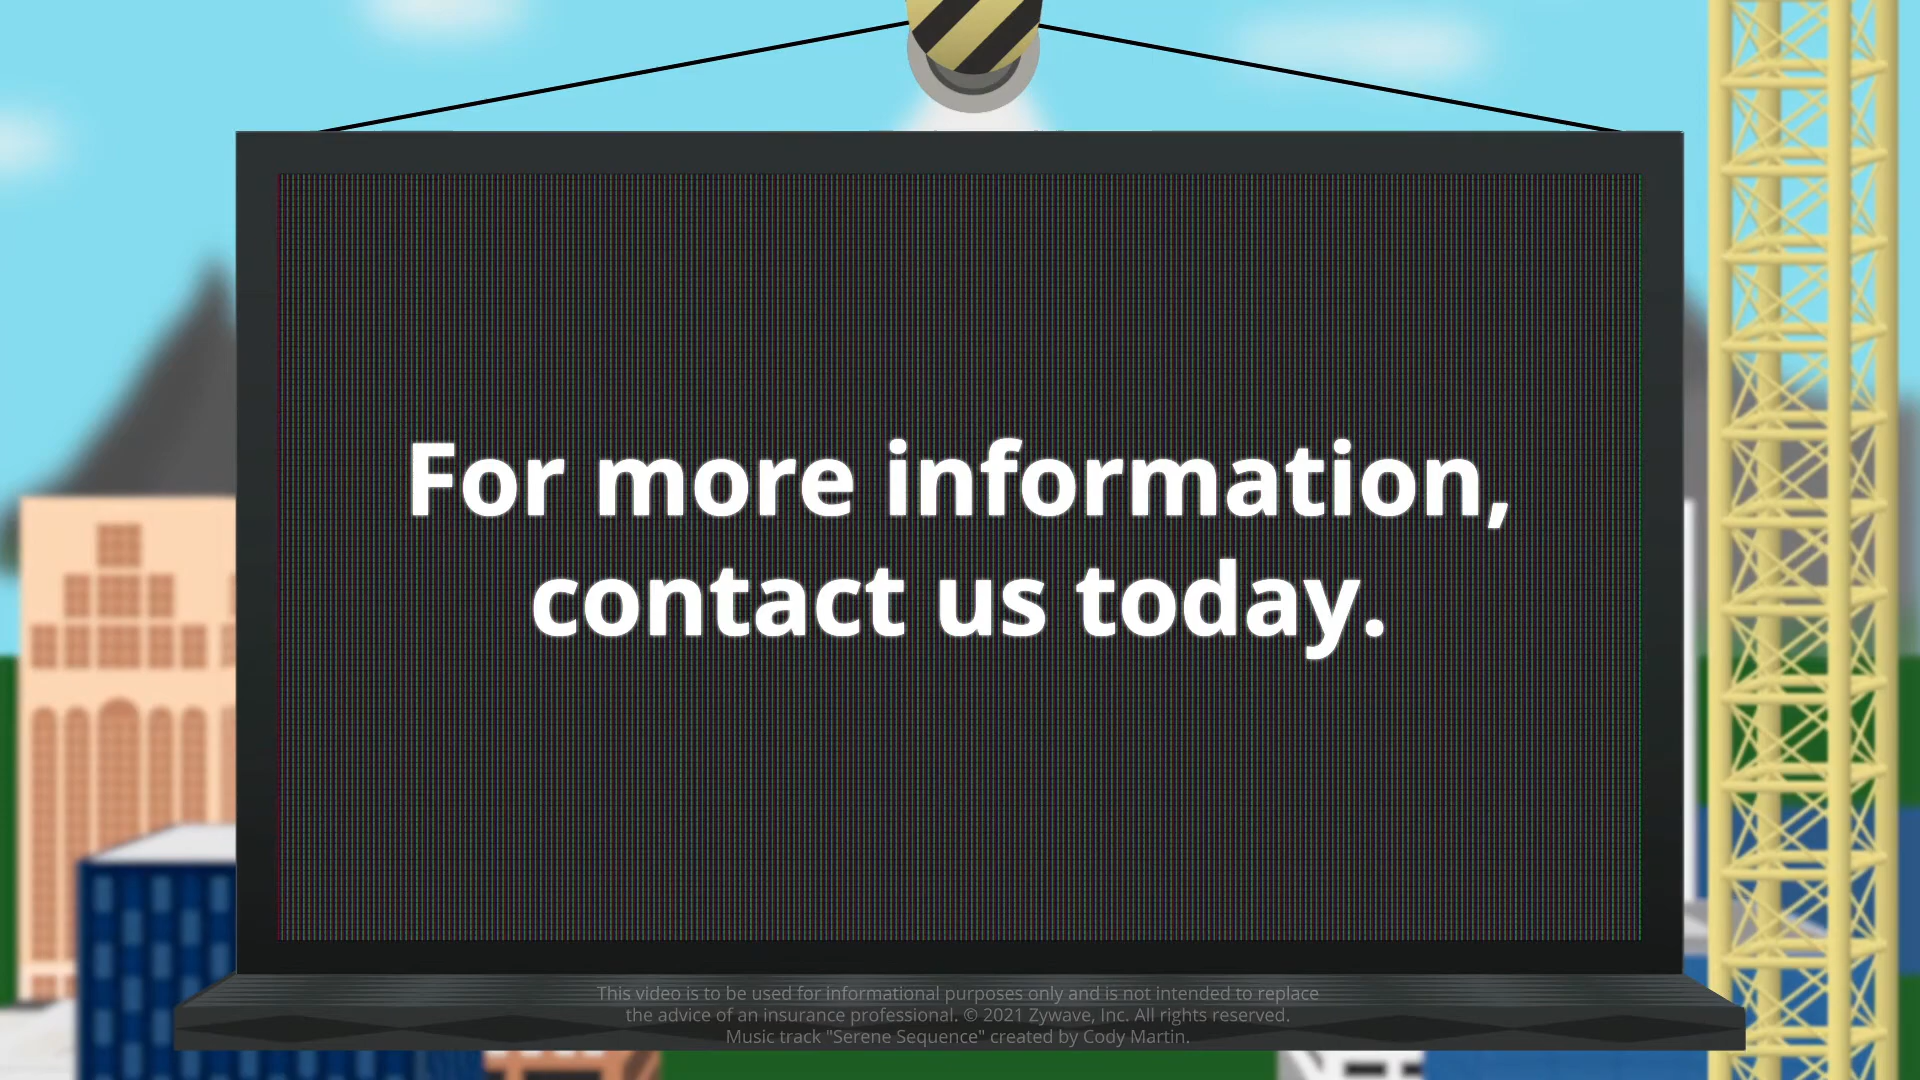 For more information,
contact us today.
This video is to be used for informational purposes only and is not intended to replace
the advice of an insurance professional. © 2021 Zywave, Inc. All rights reserved.
Music track "Serene Sequence" created by Cody Martin.